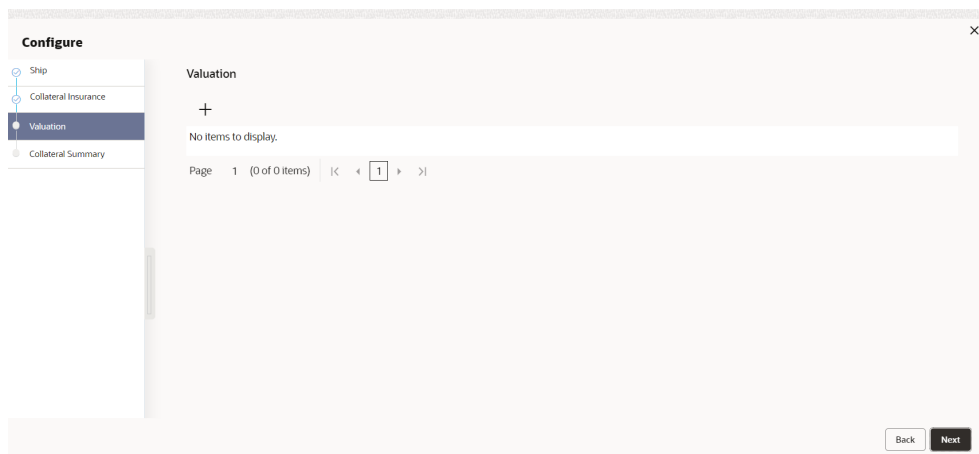 Configure
Ship
Collateral Insurance
Valuation
Collateral Summary
Valuation
No items to display.
Page 1 (0 of 0 items) 1
Back Next